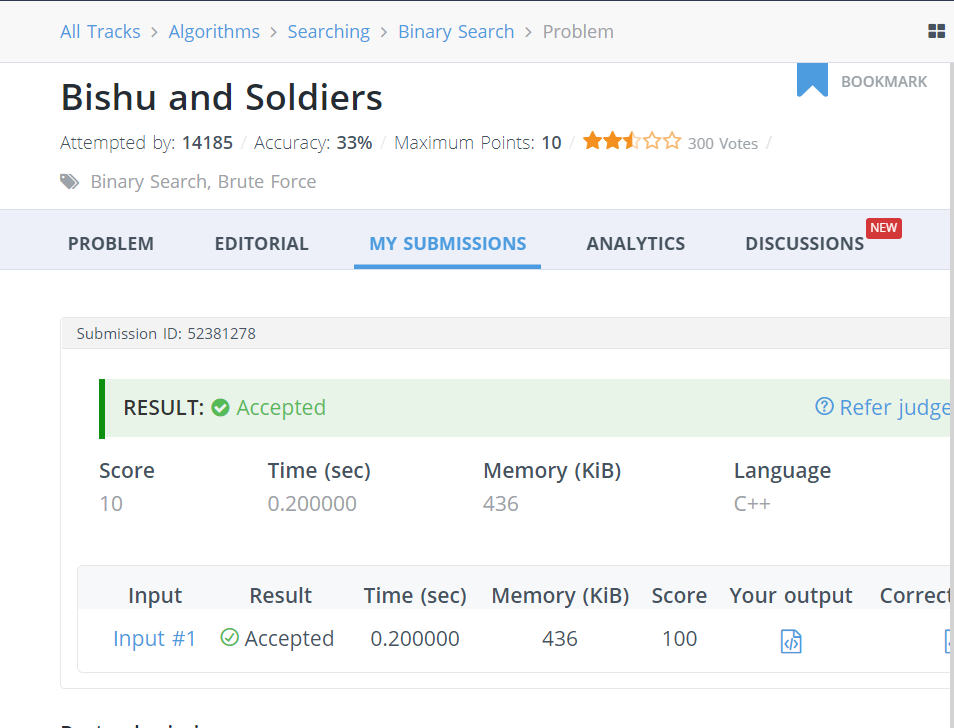 All Tracks > Algorithms > Searching > Binary Search > Problem
Bishu and Soldiers
BOOKMARK
Attempted by: 14185 / Accuracy: 33% / Maximum Points: 10 / 300 Votes /
Binary Search, Brute Force
PROBLEM EDITORIAL MY SUBMISSIONS ANALYTICS DISCUSSIONS NEW
Submission ID: 52381278
RESULT: Accepted Refer judge
Score Time (sec) Memory (KiB) Language
10 0.200000 436 C++
Input Result Time (sec) Memory (KiB) Score Your output Correct
Input #1 Accepted 0.200000 436 100